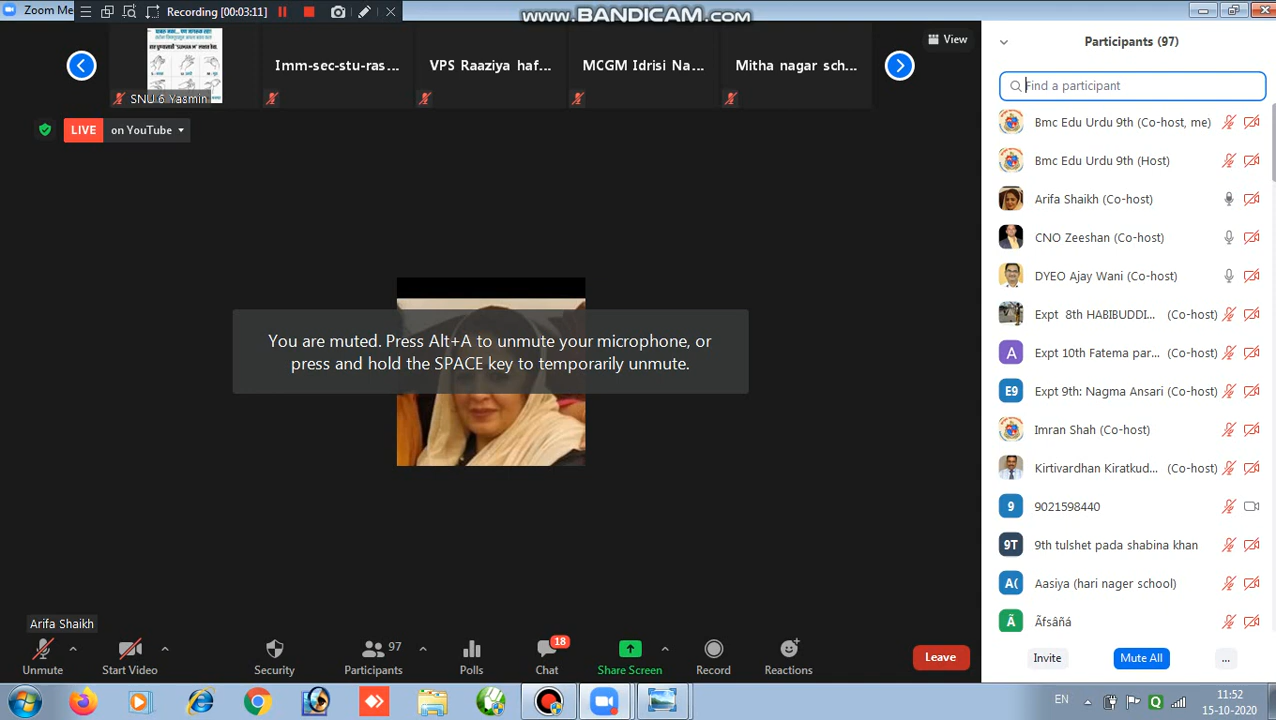 Zoom Me
Recording [00:03:11]
www.BANDICAM.com
SNU 6 Yasmin
Imm-sec-stu-ras...
VPS Raaziya haf...
MCGM Idrisi Na...
Mitha nagar sch...
View
LIVE on YouTube
You are muted. Press Alt+A to unmute your microphone, or
press and hold the SPACE key to temporarily unmute.
Arifa Shaikh
Unmute
Start Video
Security
97
Participants
Polls
18
Chat
Share Screen
Record
Reactions
Leave
Participants (97)
Find a participant
Bmc Edu Urdu 9th (Co-host, me)
Bmc Edu Urdu 9th (Host)
Arifa Shaikh (Co-host)
CNO Zeeshan (Co-host)
DYEO Ajay Wani (Co-host)
Expt 8th HABIBUDDI... (Co-host)
A Expt 10th Fatema par... (Co-host)
E9 Expt 9th: Nagma Ansari (Co-host)
Imran Shah (Co-host)
Kirtivardhan Kiratkud... (Co-host)
9 9021598440
9T 9th tulshet pada shabina khan
A( Aasiya (hari nager school)
Ã Ãfsâñá
Invite
Mute All
...
EN
11:52
15-10-2020